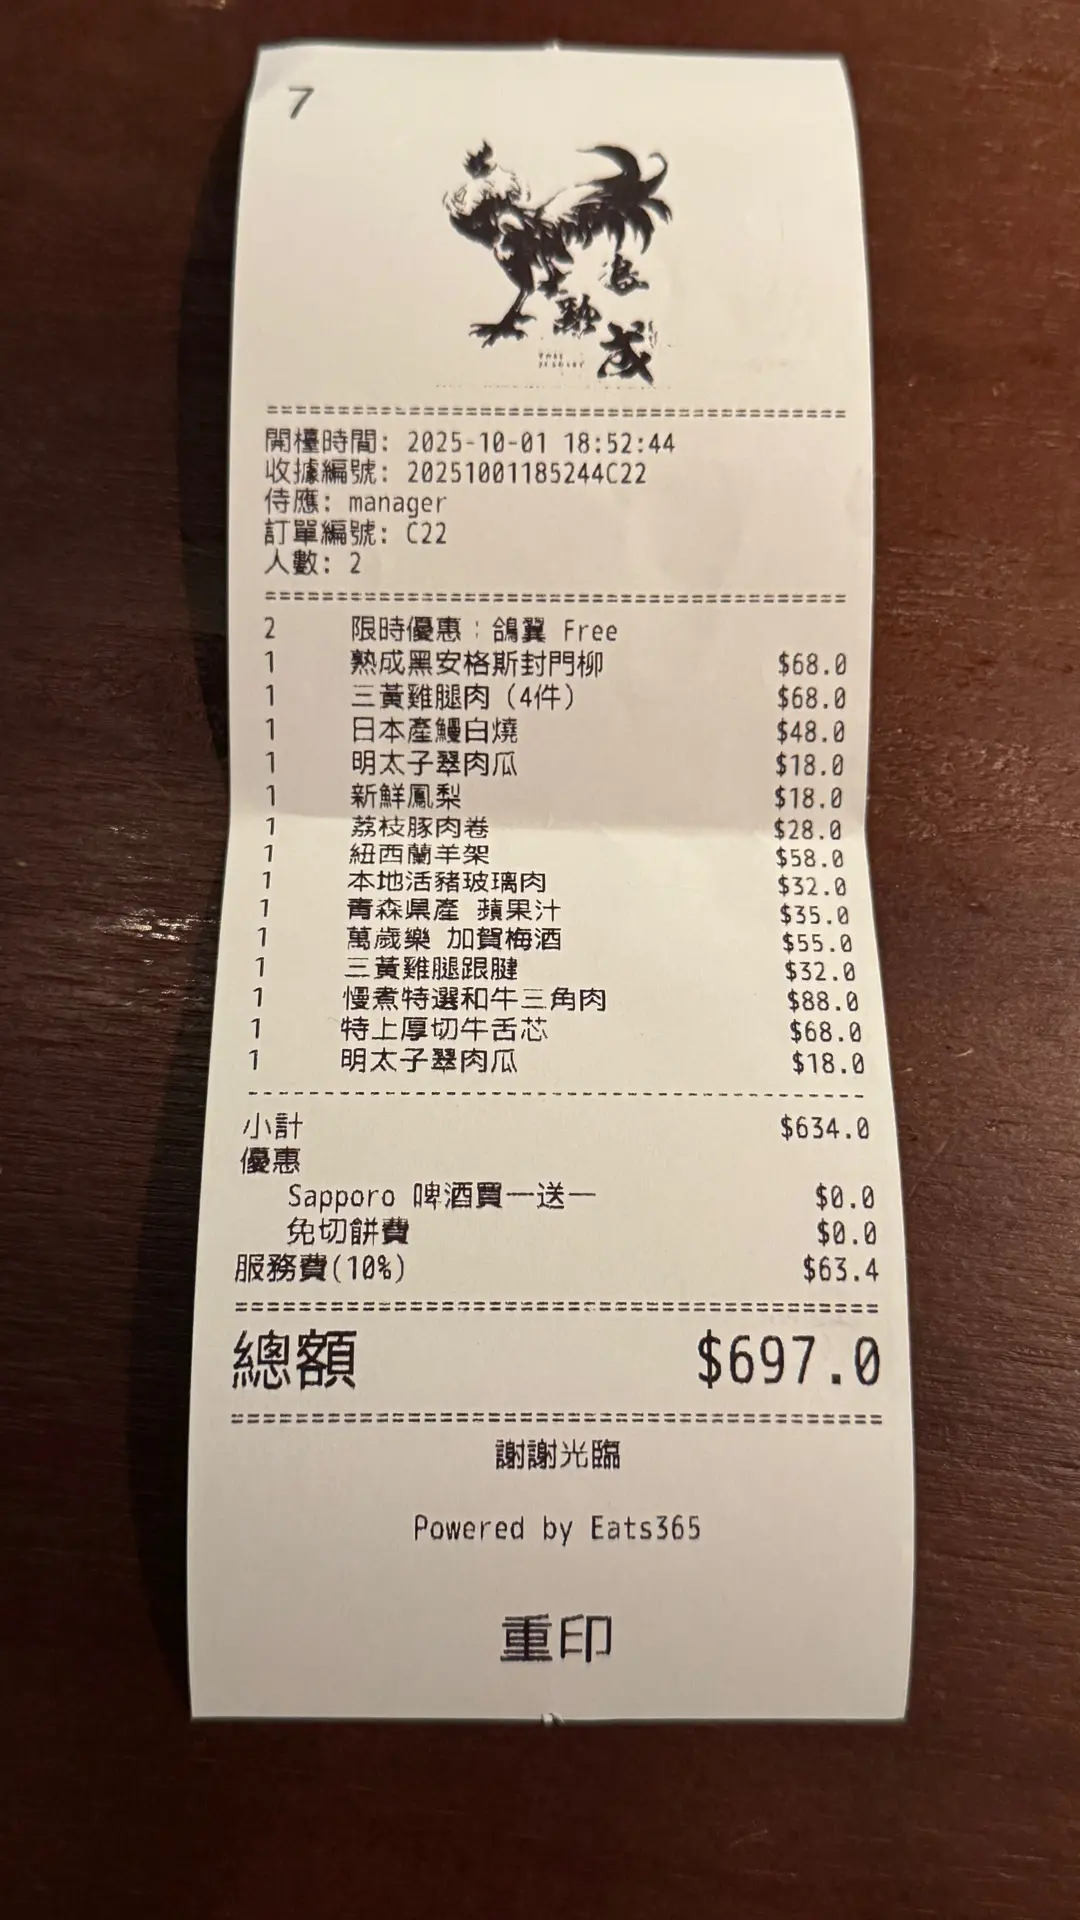 7
浪
融
成
================================================
開檯時間: 2025-10-01 18:52:44
收據編號: 20251001185244C22
侍應: manager
訂單編號: C22
人數: 2
================================================
2 限時優惠：鴿翼 Free
1 熟成黑安格斯封門柳 $68.0
1 三黃雞腿肉 (4件) $68.0
1 日本產鰻白燒 $48.0
1 明太子翠肉瓜 $18.0
1 新鮮鳳梨 $18.0
1 荔枝豚肉卷 $28.0
1 紐西蘭羊架 $58.0
1 本地活豬玻璃肉 $32.0
1 青森県產 蘋果汁 $35.0
1 萬歲樂 加賀梅酒 $55.0
1 三黃雞腿跟腱 $32.0
1 慢煮特選和牛三角肉 $88.0
1 特上厚切牛舌芯 $68.0
1 明太子翠肉瓜 $18.0
------------------------------------------------
小計 $634.0
優惠
Sapporo 啤酒買一送一 $0.0
免切餅費 $0.0
服務費(10%) $63.4
================================================
總額 $697.0
================================================
謝謝光臨
Powered by Eats365
重印